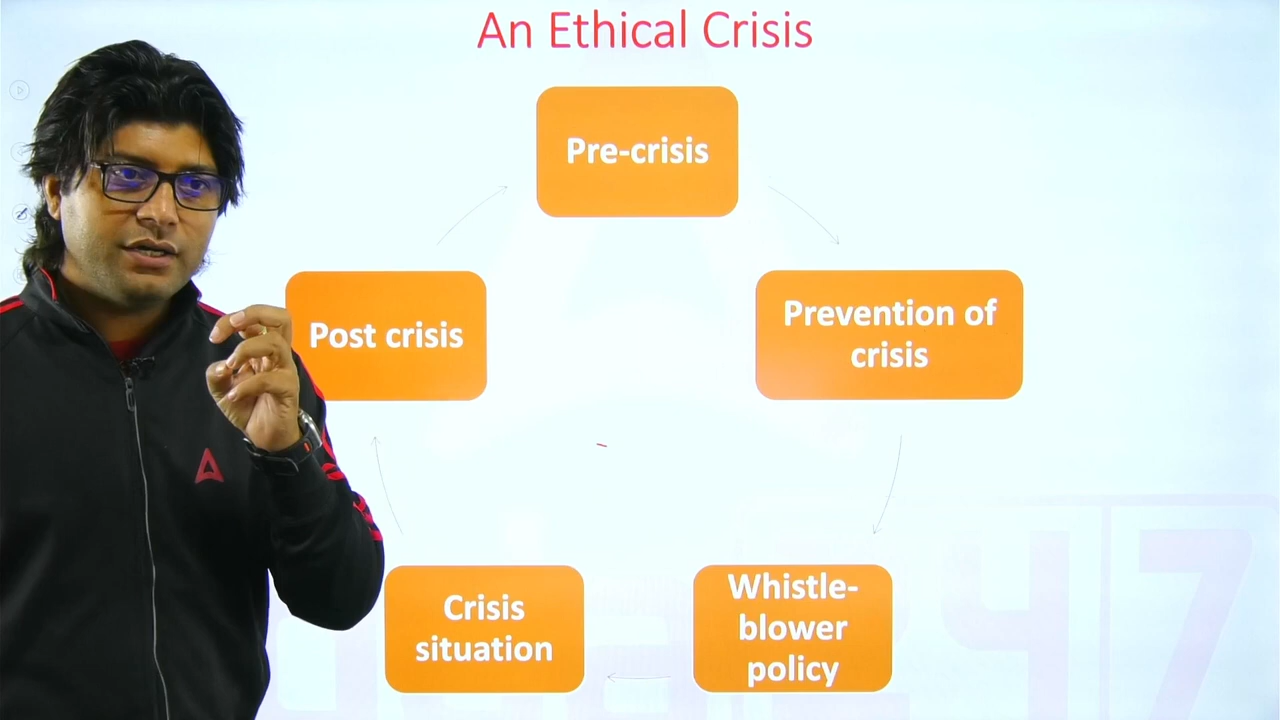 An Ethical Crisis
Pre-crisis
Prevention of
crisis
Whistle-
blower
policy
Crisis
situation
Post crisis